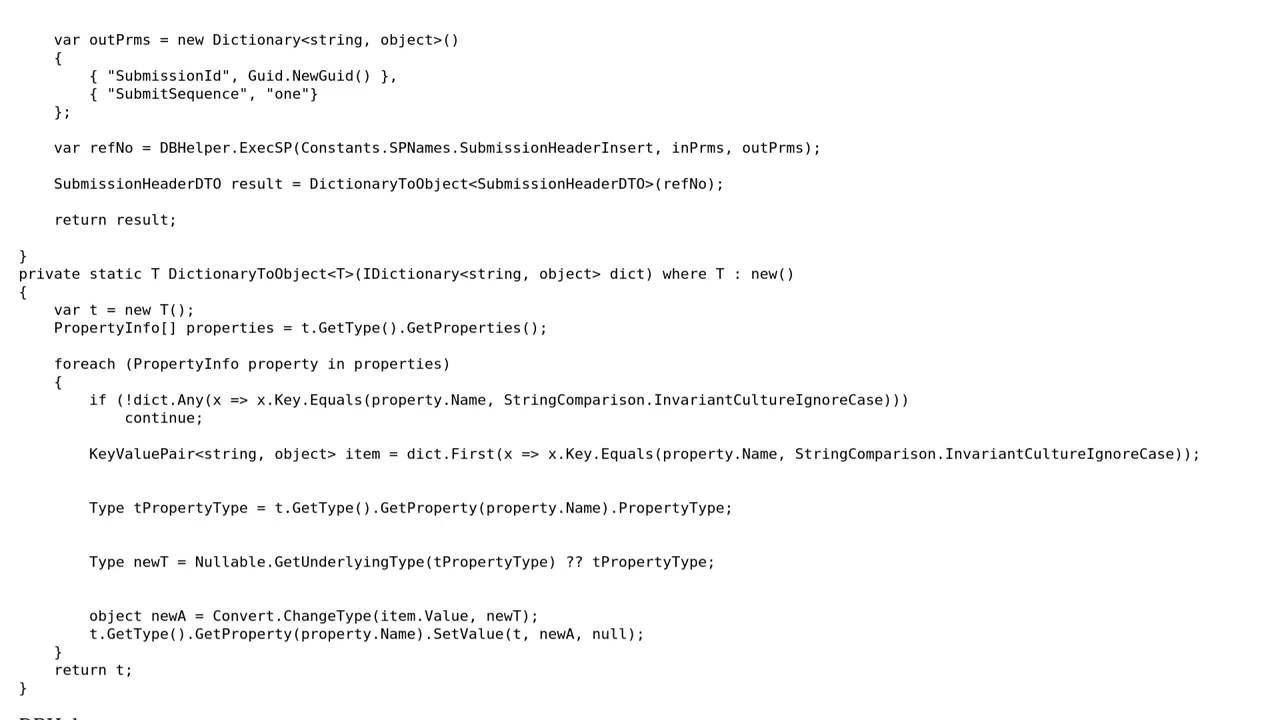 var outPrms = new Dictionary<string, object>()
{
{ "SubmissionId", Guid.NewGuid() },
{ "SubmitSequence", "one"}
};
var refNo = DBHelper.ExecSP(Constants.SPNames.SubmissionHeaderInsert, inPrms, outPrms);
SubmissionHeaderDTO result = DictionaryToObject<SubmissionHeaderDTO>(refNo);
return result;
}
private static T DictionaryToObject<T>(IDictionary<string, object> dict) where T : new()
{
var t = new T();
PropertyInfo[] properties = t.GetType().GetProperties();
foreach (PropertyInfo property in properties)
{
if (!dict.Any(x => x.Key.Equals(property.Name, StringComparison.InvariantCultureIgnoreCase)))
continue;
KeyValuePair<string, object> item = dict.First(x => x.Key.Equals(property.Name, StringComparison.InvariantCultureIgnoreCase));
Type tPropertyType = t.GetType().GetProperty(property.Name).PropertyType;
Type newT = Nullable.GetUnderlyingType(tPropertyType) ?? tPropertyType;
object newA = Convert.ChangeType(item.Value, newT);
t.GetType().GetProperty(property.Name).SetValue(t, newA, null);
}
return t;
}